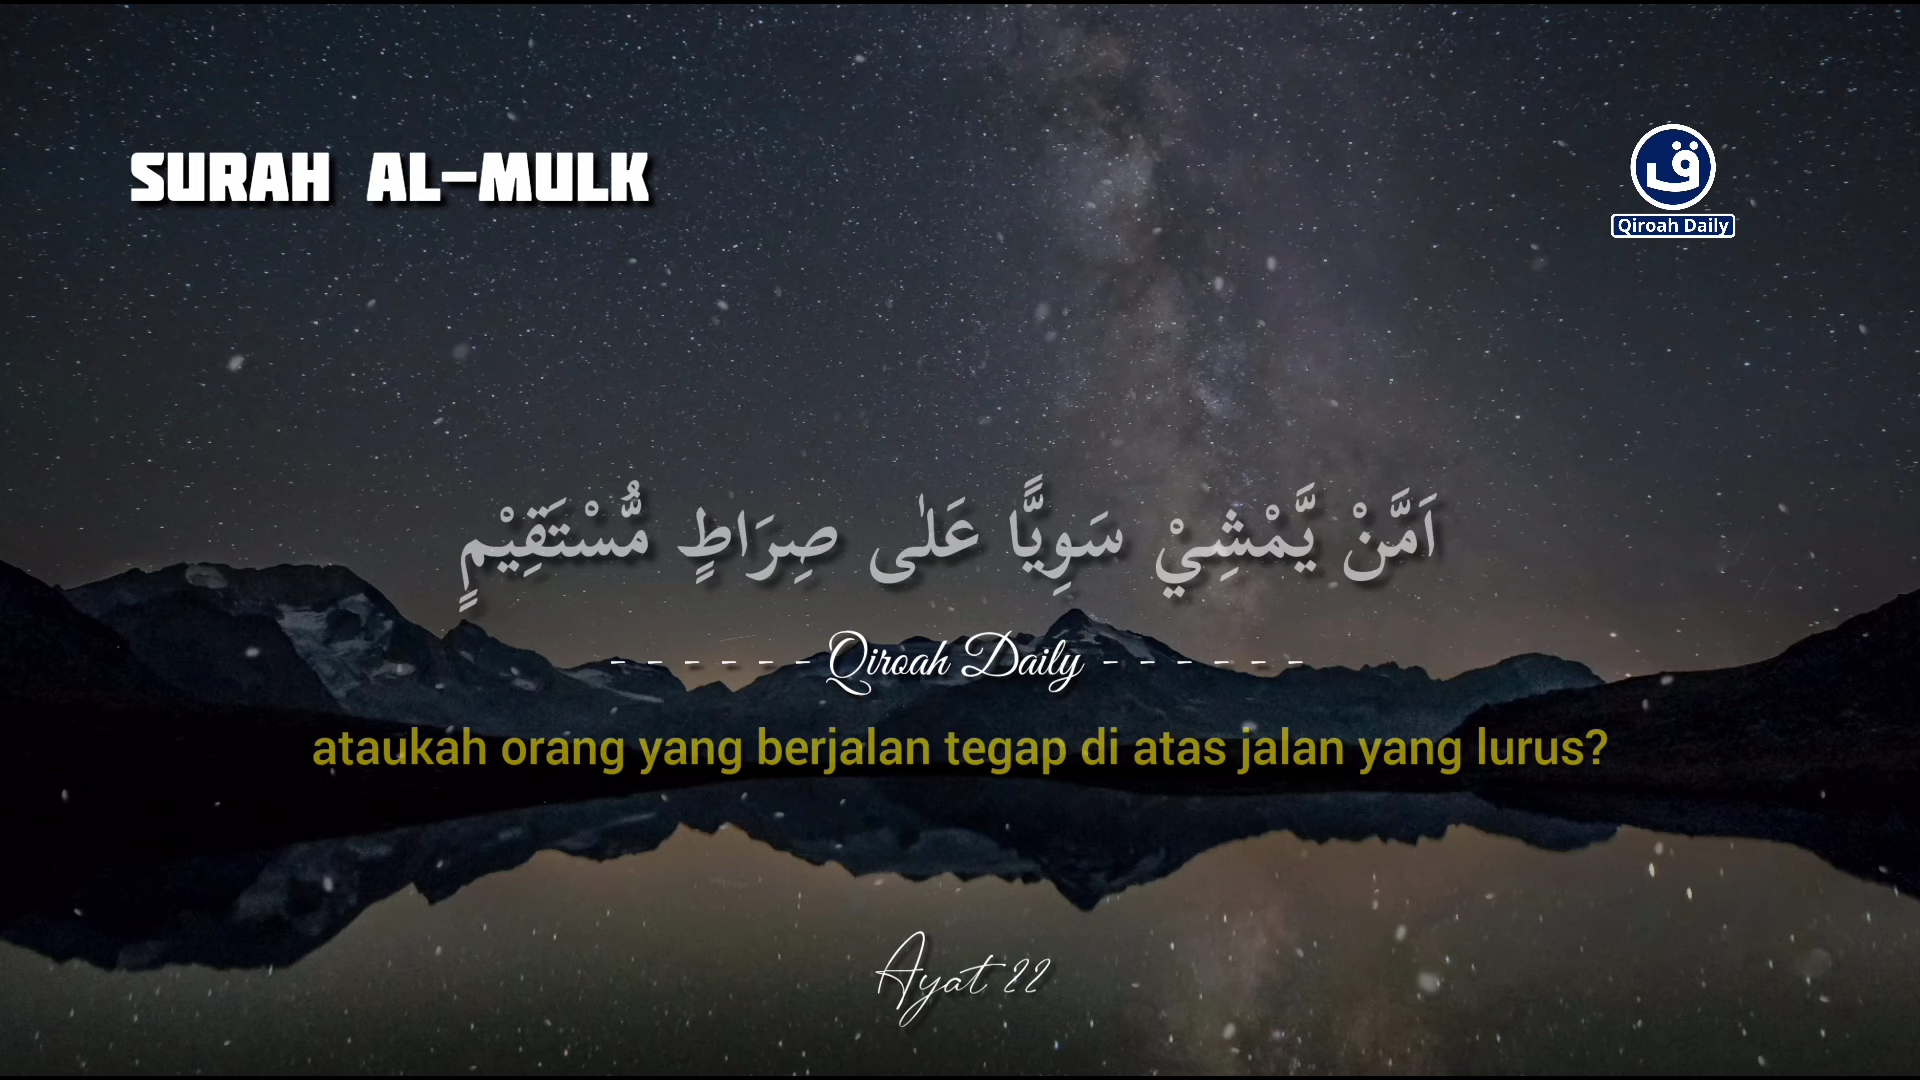 SURAH AL-MULK
ق
Qiroah Daily
اَمَّنْ يَّمْشِيْ سَوِيًّا عَلٰى صِرَاطٍ مُّسْتَقِيْمٍ
------ Qiroah Daily ------
ataukah orang yang berjalan tegap di atas jalan yang lurus?
Ayat 22